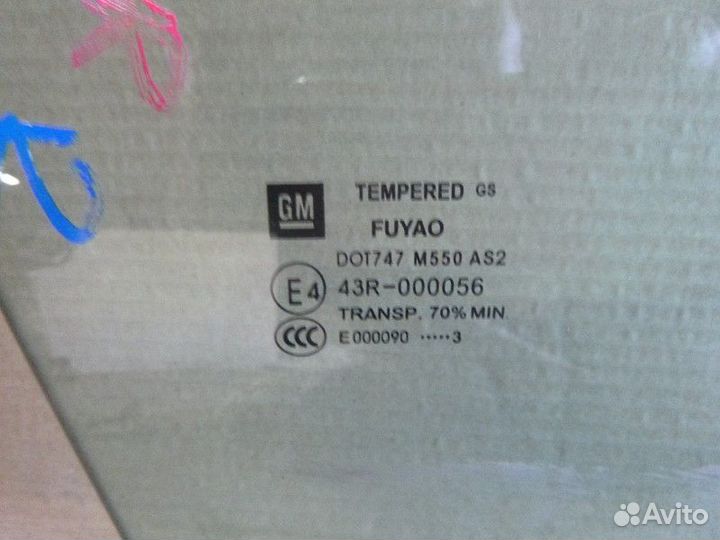 GM TEMPERED GS
FUYAO
DOT747 M550 AS2
E4 43R-000056
TRANSP. 70% MIN
CCC E000090 ·····3
Avito